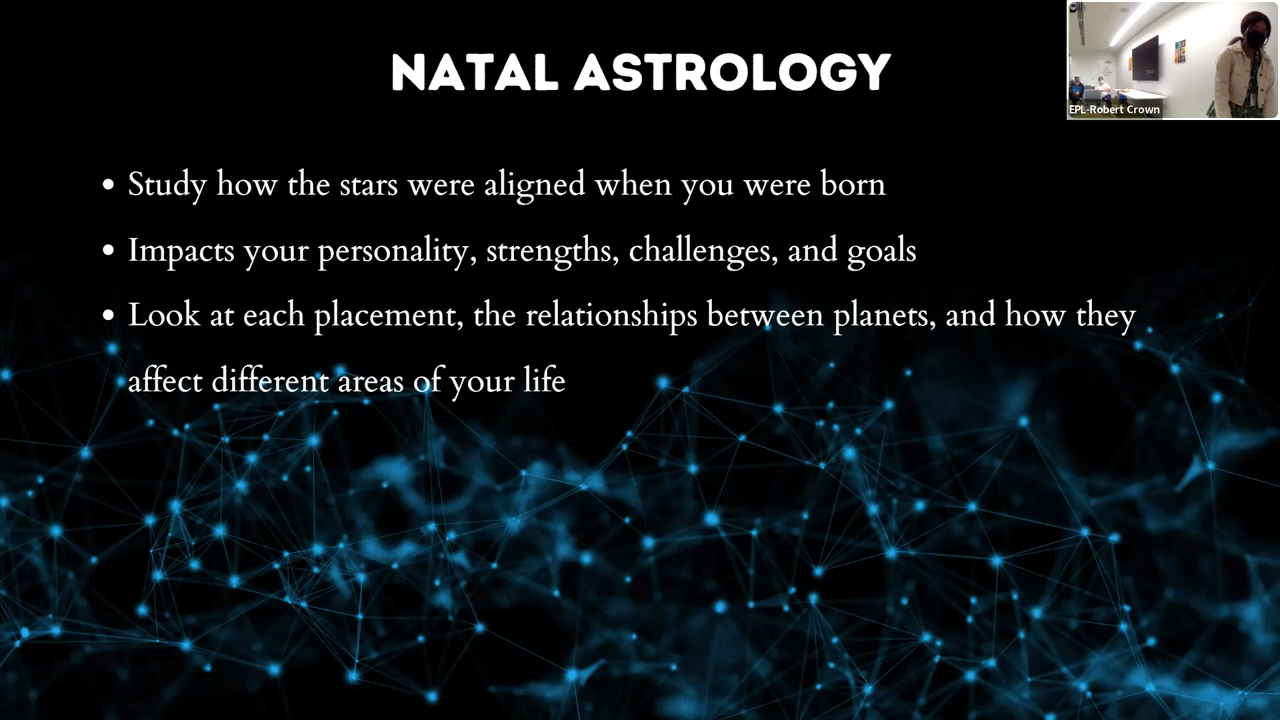 NATAL ASTROLOGY
EPL-Robert Crown
• Study how the stars were aligned when you were born
• Impacts your personality, strengths, challenges, and goals
• Look at each placement, the relationships between planets, and how they
affect different areas of your life